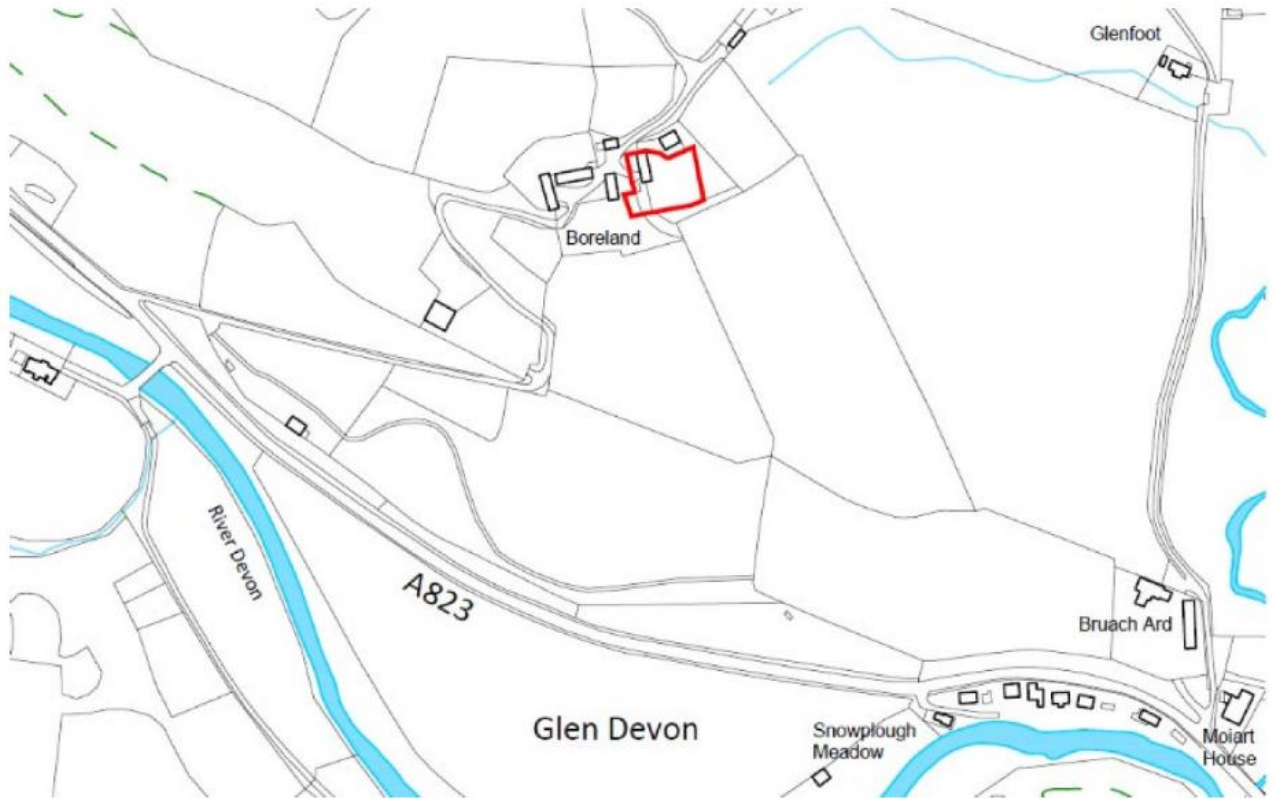 Glenfoot
Boreland
River Devon
A823
Bruach Ard
Glen Devon
Snowplough
Meadow
Moiart
House